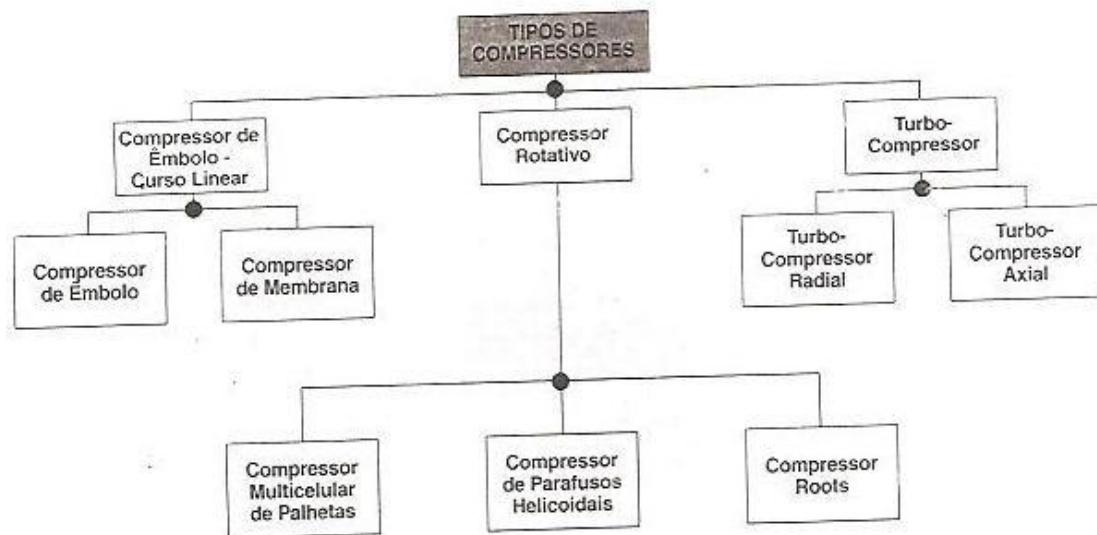 TIPOS DE
COMPRESSORES
Compressor de
Êmbolo -
Curso Linear
Compressor
Rotativo
Turbo-
Compressor
Compressor
de Êmbolo
Compressor
de Membrana
Turbo-
Compressor
Radial
Turbo-
Compressor
Axial
Compressor
Multicelular
de Palhetas
Compressor
de Parafusos
Helicoidais
Compressor
Roots